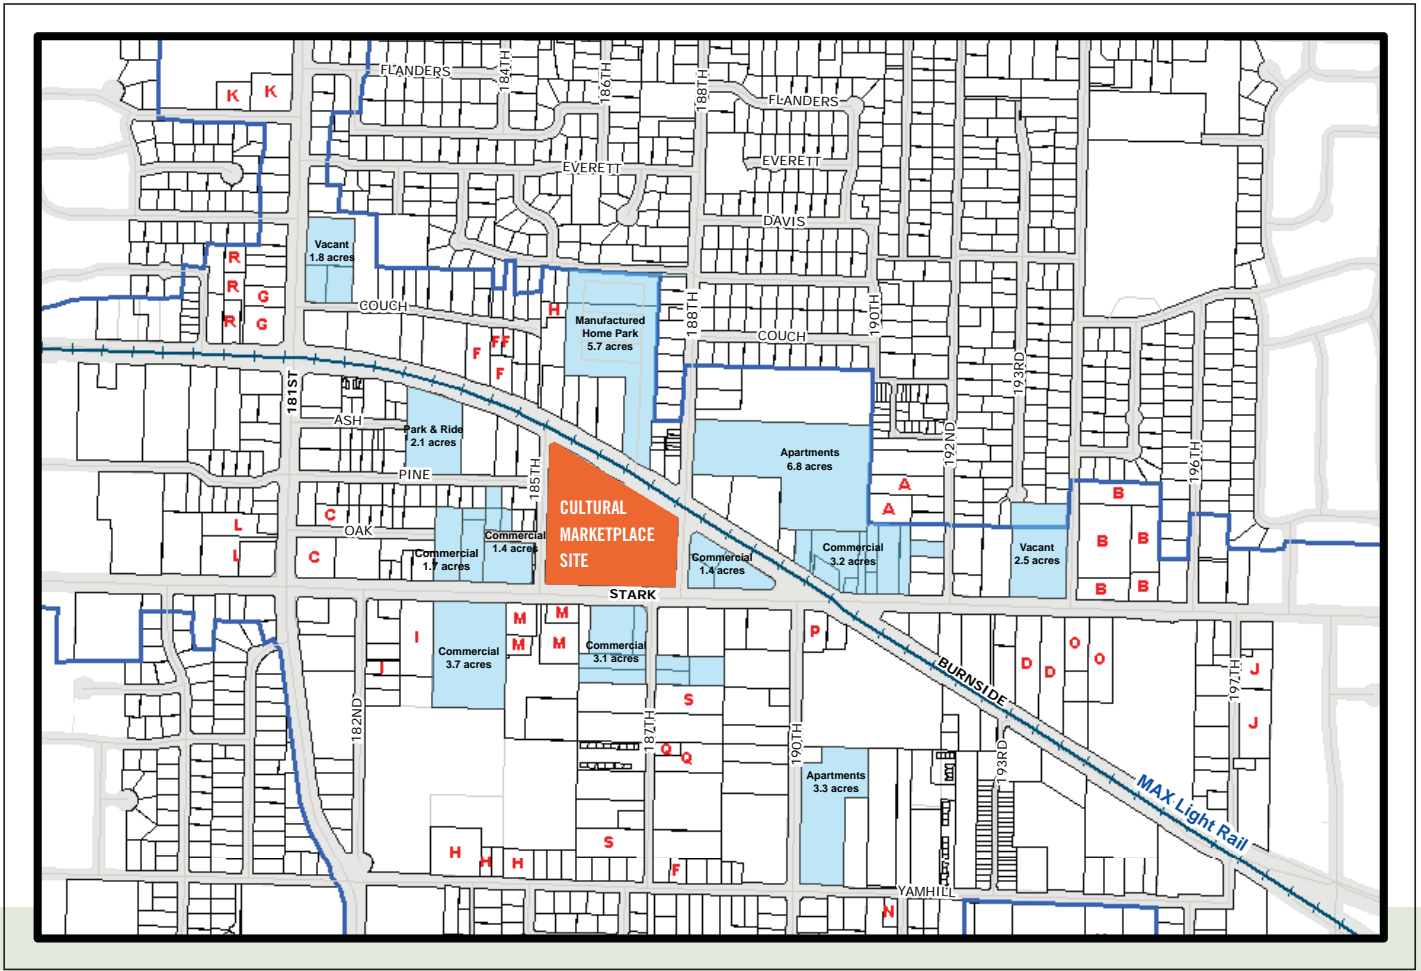 FLANDERS
184TH
186TH
188TH
FLANDERS
K
K
EVERETT
EVERETT
DAVIS
Vacant
1.8 acres
R
R
G
R
G
COUCH
H
Manufactured
Home Park
5.7 acres
188TH
190TH
COUCH
F
FF
F
181ST
193RD
ASH
Park & Ride
2.1 acres
192ND
196TH
Apartments
6.8 acres
PINE
185TH
A
A
B
CULTURAL
MARKETPLACE
SITE
C
L
OAK
L
C
Commercial
1.4 acres
Commercial
1.7 acres
Commercial
1.4 acres
Commercial
3.2 acres
Vacant
2.5 acres
B
B
B
B
STARK
M
M
M
M
I
J
Commercial
3.7 acres
Commercial
3.1 acres
P
BURNSIDE
D
D
O
O
197TH
J
J
182ND
187TH
S
Q
Q
190TH
193RD
Apartments
3.3 acres
MAX Light Rail
H
H
H
S
F
YAMHILL
N